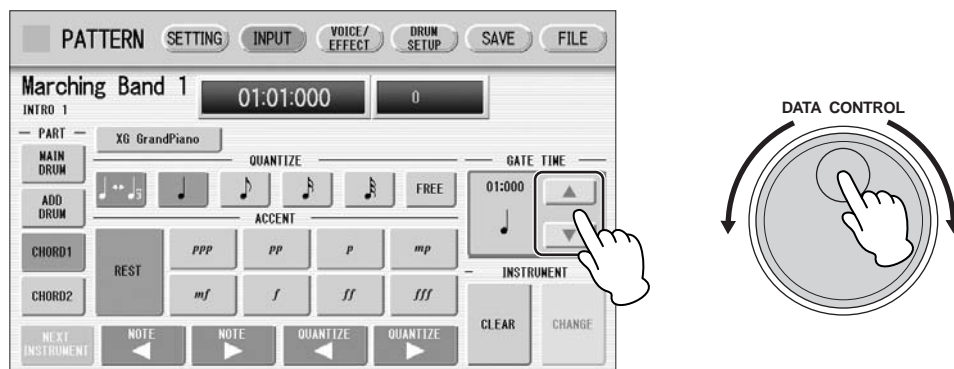 PATTERN SETTING INPUT VOICE/EFFECT DRUM SETUP SAVE FILE
Marching Band 1 01:01:000 0
INTRO 1
PART XG GrandPiano
MAIN DRUM QUANTIZE GATE TIME
3 FREE 01:000
ADD DRUM ACCENT
CHORD1 REST ppp pp p mp
INSTRUMENT
CHORD2 mf f ff fff
CLEAR CHANGE
NEXT INSTRUMENT NOTE NOTE QUANTIZE QUANTIZE
DATA CONTROL